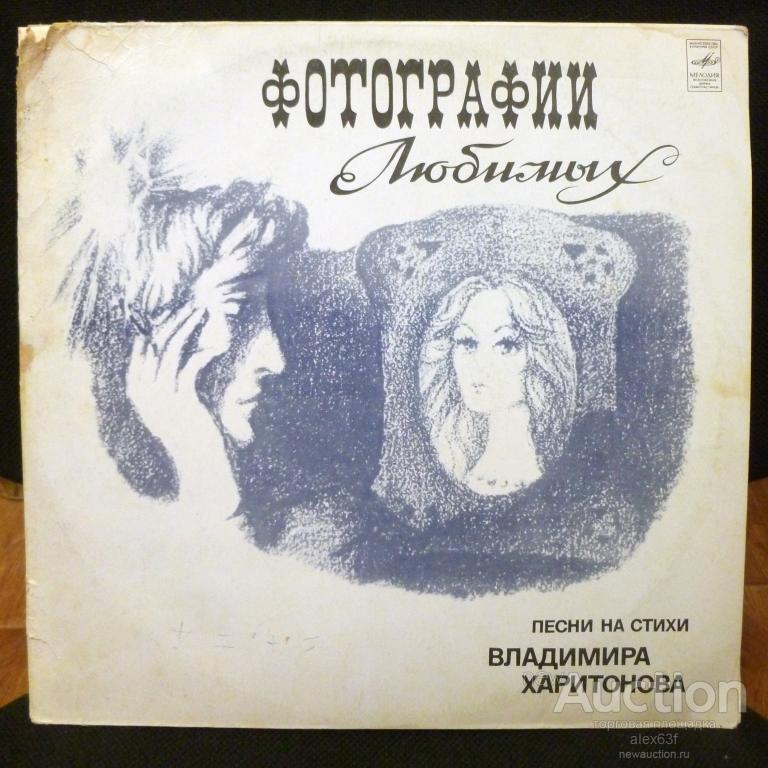 МЕЛОДИЯ
ФОТОГРАФИИ
Любимых
ПЕСНИ НА СТИХИ
ВЛАДИМИРА
ХАРИТОНОВА
Auction
торговая площадка
alex63f
newauction.ru